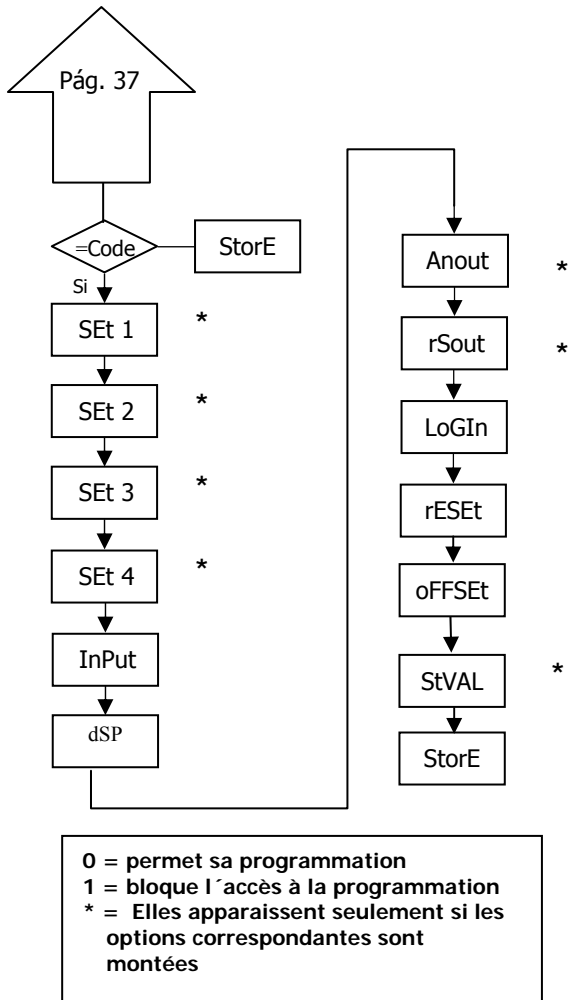 Pág. 37
=Code
StorE
Si
SEt 1 *
SEt 2 *
SEt 3 *
SEt 4 *
InPut
dSP
Anout *
rSout *
LoGIn
rESEt
oFFSEt
StVAL *
StorE
0 = permet sa programmation
1 = bloque l´accès à la programmation
* = Elles apparaissent seulement si les
options correspondantes sont
montées